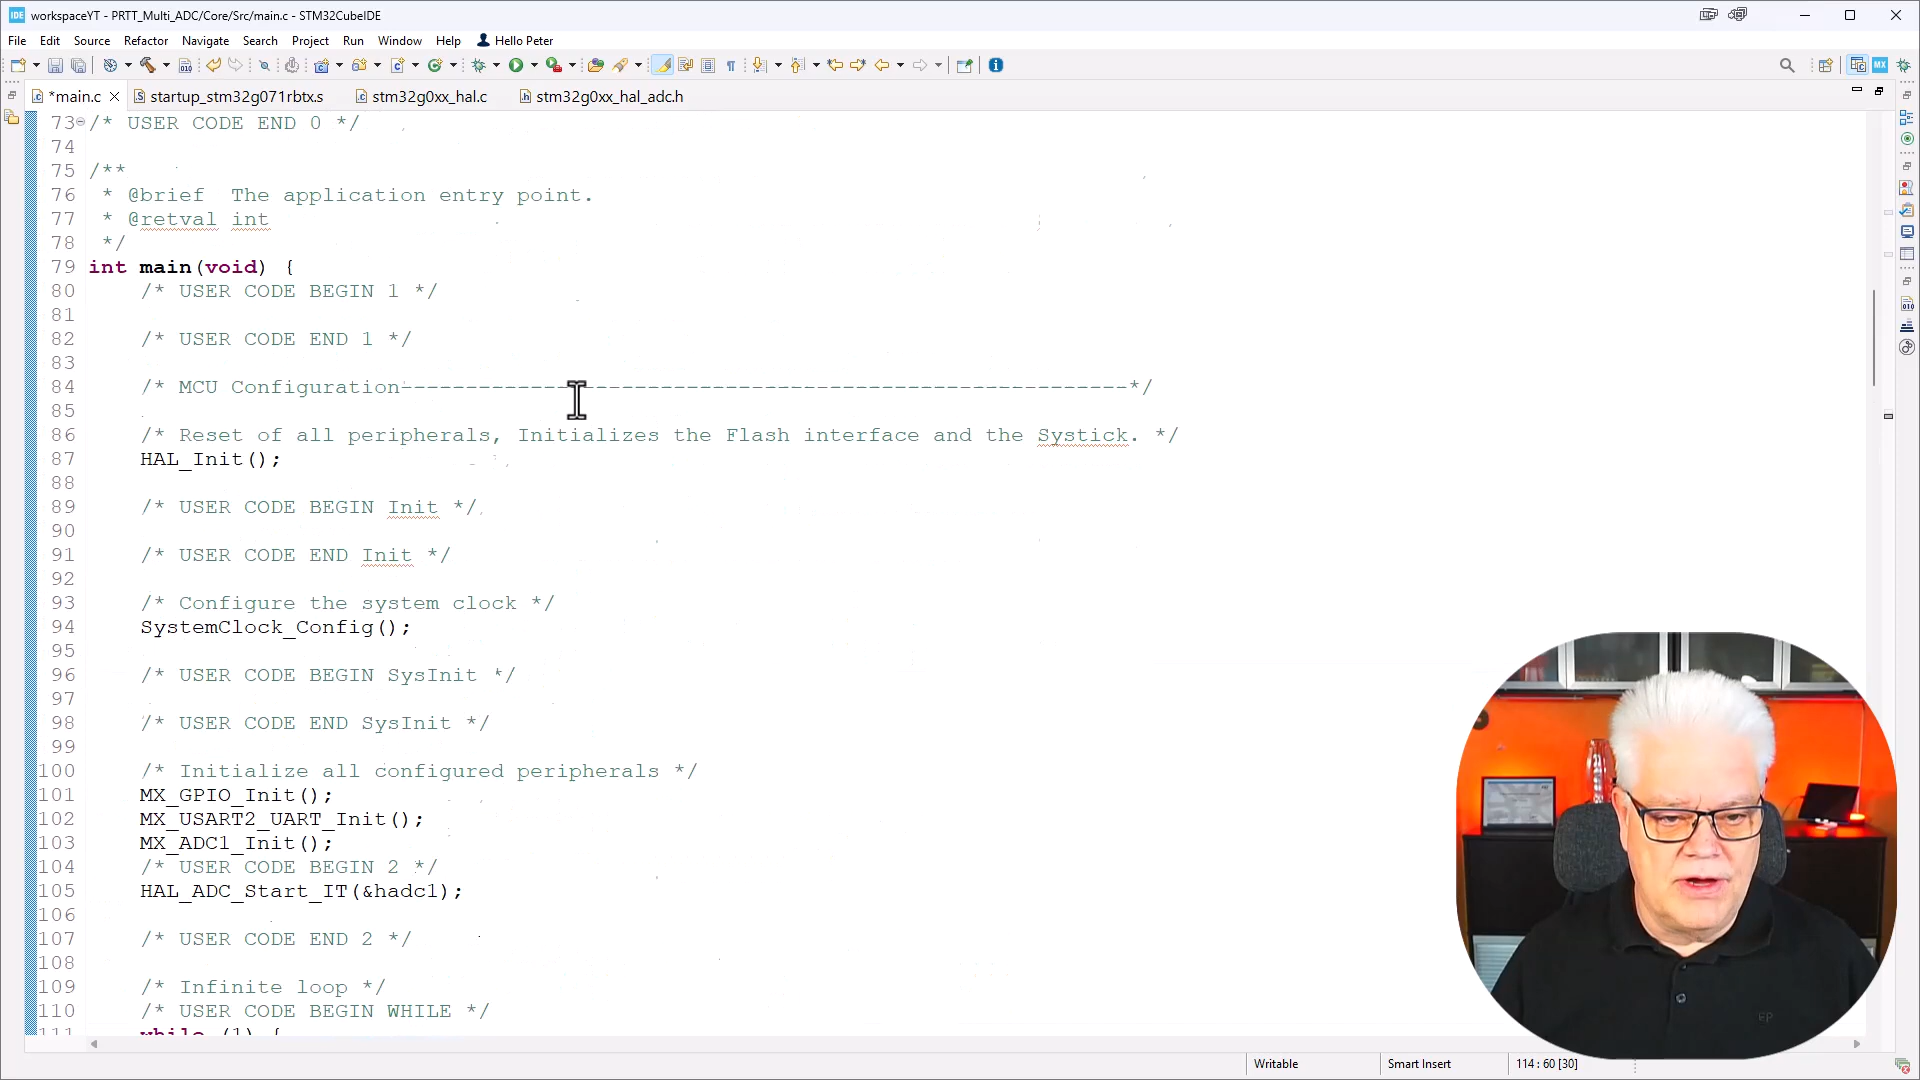 workspaceYT - PRTT_Multi_ADC/Core/Src/main.c - STM32CubeIDE
File Edit Source Refactor Navigate Search Project Run Window Help Hello Peter
*main.c startup_stm32g071rbtx.s stm32g0xx_hal.c stm32g0xx_hal_adc.h
73 /* USER CODE END 0 */
74
75 /**
76 * @brief The application entry point.
77 * @retval int
78 */
79 int main(void) {
80 /* USER CODE BEGIN 1 */
81
82 /* USER CODE END 1 */
83
84 /* MCU Configuration--------------------------------------------------------*/
85
86 /* Reset of all peripherals, Initializes the Flash interface and the Systick. */
87 HAL_Init();
88
89 /* USER CODE BEGIN Init */
90
91 /* USER CODE END Init */
92
93 /* Configure the system clock */
94 SystemClock_Config();
95
96 /* USER CODE BEGIN SysInit */
97
98 /* USER CODE END SysInit */
99
100 /* Initialize all configured peripherals */
101 MX_GPIO_Init();
102 MX_USART2_UART_Init();
103 MX_ADC1_Init();
104 /* USER CODE BEGIN 2 */
105 HAL_ADC_Start_IT(&hadc1);
106
107 /* USER CODE END 2 */
108
109 /* Infinite loop */
110 /* USER CODE BEGIN WHILE */
111 while (1) {
Writable Smart Insert 114 : 60 [30]